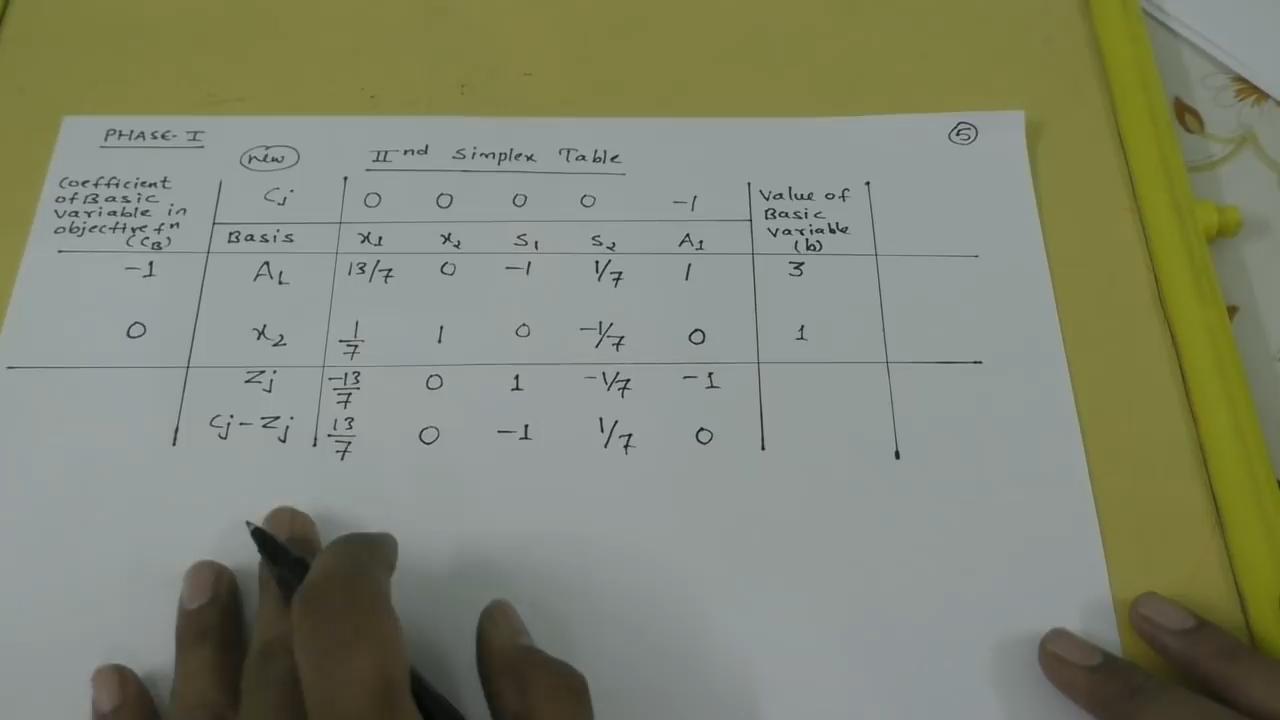 PHASE-I
5
new IInd Simplex Table
Coefficient of Basic variable in objective fn (CB) Cj 0 0 0 0 -1 Value of Basic Variable (b)
Basis x1 x2 S1 S2 A1
-1 A1 13/7 0 -1 1/7 1 3
0 x2 1/7 1 0 -1/7 0 1
Zj -13/7 0 1 -1/7 -1
Cj-Zj 13/7 0 -1 1/7 0